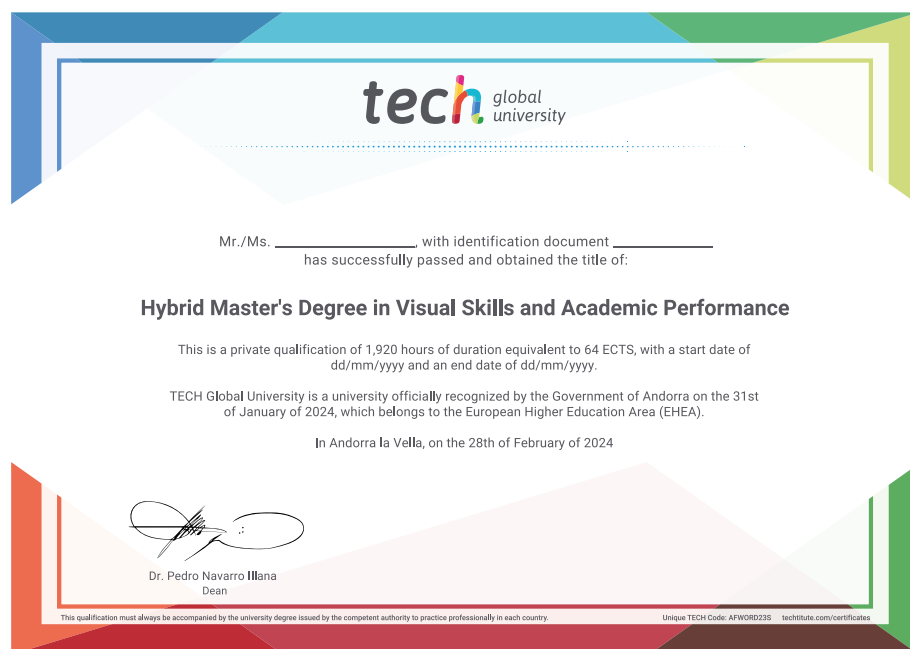 tech global
university
Mr./Ms. ____________________, with identification document ______________
has successfully passed and obtained the title of:
Hybrid Master's Degree in Visual Skills and Academic Performance
This is a private qualification of 1,920 hours of duration equivalent to 64 ECTS, with a start date of
dd/mm/yyyy and an end date of dd/mm/yyyy.
TECH Global University is a university officially recognized by the Government of Andorra on the 31st
of January of 2024, which belongs to the European Higher Education Area (EHEA).
In Andorra la Vella, on the 28th of February of 2024
Dr. Pedro Navarro Illana
Dean
This qualification must always be accompanied by the university degree issued by the competent authority to practice professionally in each country.
Unique TECH Code: AFWORD23S techtitute.com/certificates